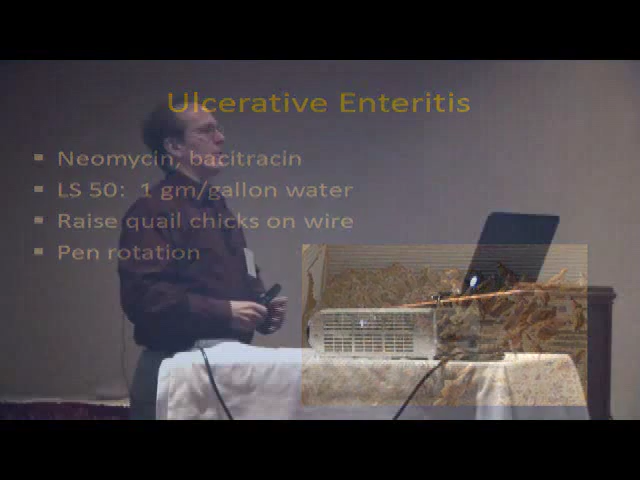 Ulcerative Enteritis
Neomycin, bacitracin
LS 50: 1 gm/gallon water
Raise quail chicks on wire
Pen rotation